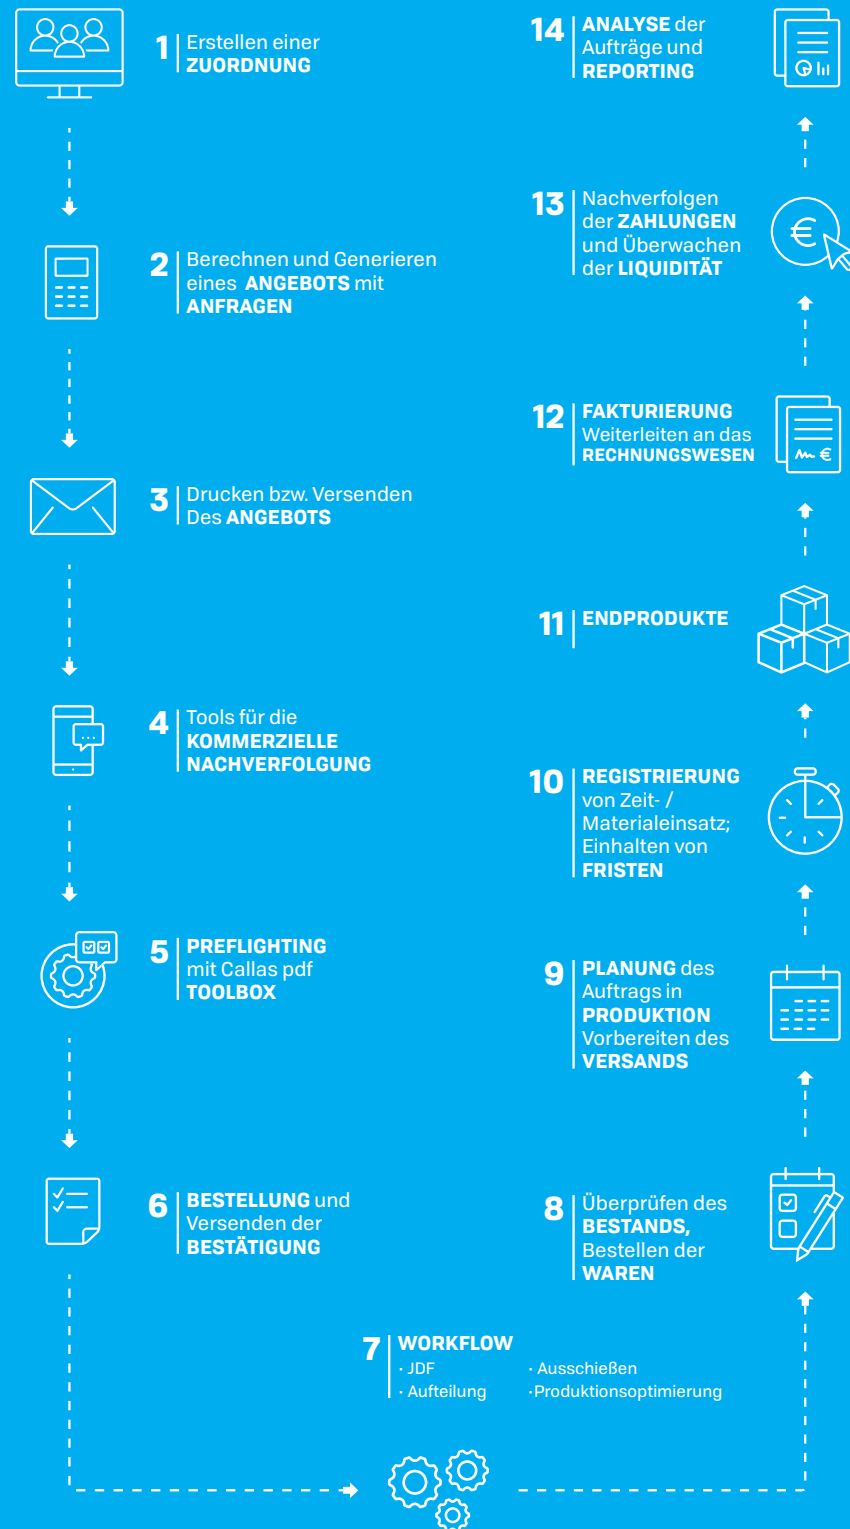 1
Erstellen einer
ZUORDNUNG
2
Berechnen und Generieren
eines ANGEBOTS mit
ANFRAGEN
3
Drucken bzw. Versenden
Des ANGEBOTS
4
Tools für die
KOMMERZIELLE
NACHVERFOLGUNG
5
PREFLIGHTING
mit Callas pdf
TOOLBOX
6
BESTELLUNG und
Versenden der
BESTÄTIGUNG
7
WORKFLOW
· JDF
· Aufteilung
· Ausschießen
·Produktionsoptimierung
8
Überprüfen des
BESTANDS,
Bestellen der
WAREN
9
PLANUNG des
Auftrags in
PRODUKTION
Vorbereiten des
VERSANDS
10
REGISTRIERUNG
von Zeit- /
Materialeinsatz;
Einhalten von
FRISTEN
11
ENDPRODUKTE
12
FAKTURIERUNG
Weiterleiten an das
RECHNUNGSWESEN
€
13
Nachverfolgen
der ZAHLUNGEN
und Überwachen
der LIQUIDITÄT
€
14
ANALYSE der
Aufträge und
REPORTING